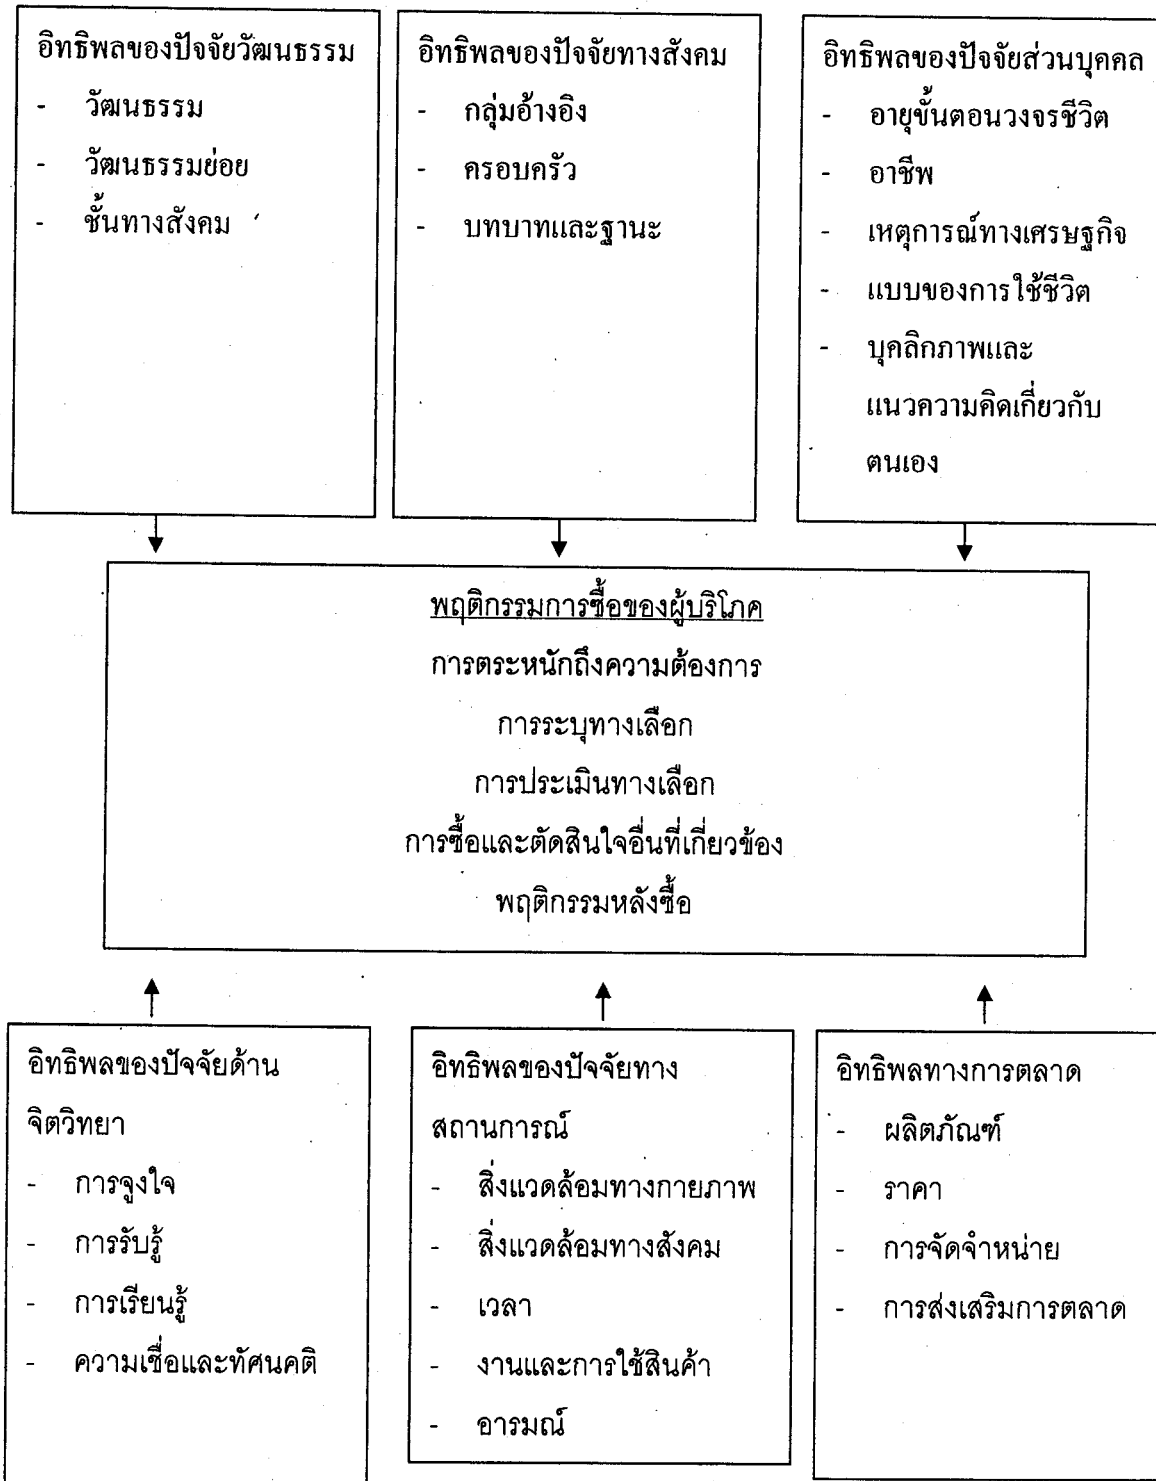 อิทธิพลของปัจจัยวัฒนธรรม
- วัฒนธรรม
- วัฒนธรรมย่อย
- ชั้นทางสังคม
อิทธิพลของปัจจัยทางสังคม
- กลุ่มอ้างอิง
- ครอบครัว
- บทบาทและฐานะ
อิทธิพลของปัจจัยส่วนบุคคล
- อายุขั้นตอนวงจรชีวิต
- อาชีพ
- เหตุการณ์ทางเศรษฐกิจ
- แบบของการใช้ชีวิต
- บุคลิกภาพและ
แนวความคิดเกี่ยวกับ
ตนเอง
พฤติกรรมการซื้อของผู้บริโภค
การตระหนักถึงความต้องการ
การระบุทางเลือก
การประเมินทางเลือก
การซื้อและตัดสินใจอื่นที่เกี่ยวข้อง
พฤติกรรมหลังซื้อ
อิทธิพลของปัจจัยด้าน
จิตวิทยา
- การจูงใจ
- การรับรู้
- การเรียนรู้
- ความเชื่อและทัศนคติ
อิทธิพลของปัจจัยทาง
สถานการณ์
- สิ่งแวดล้อมทางกายภาพ
- สิ่งแวดล้อมทางสังคม
- เวลา
- งานและการใช้สินค้า
- อารมณ์
อิทธิพลทางการตลาด
- ผลิตภัณฑ์
- ราคา
- การจัดจำหน่าย
- การส่งเสริมการตลาด